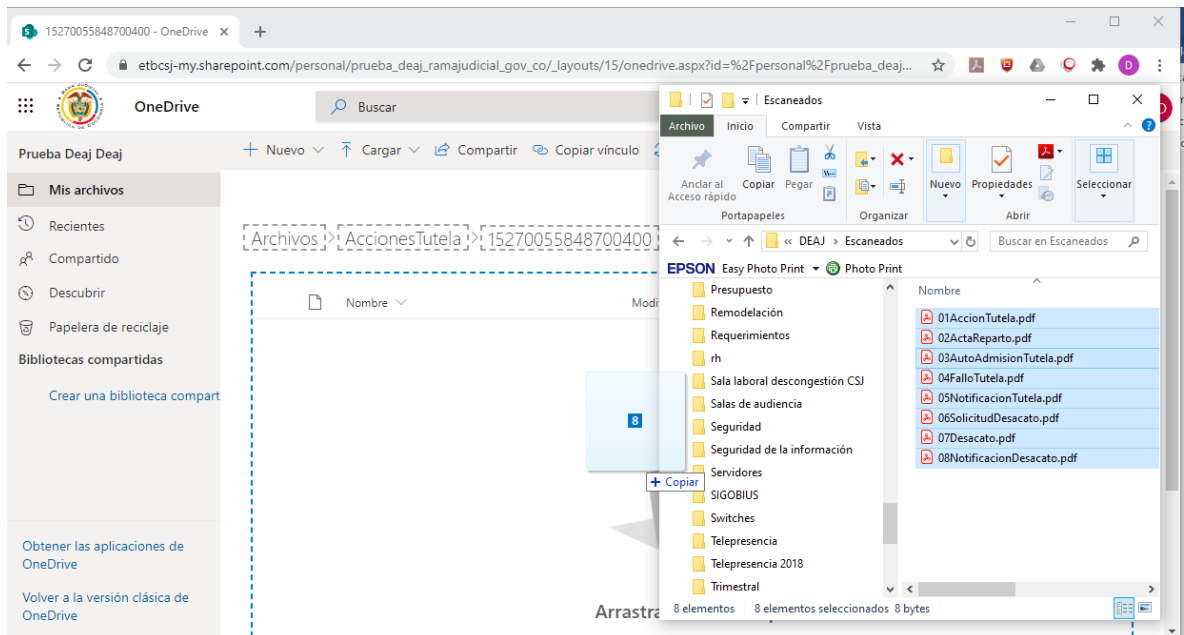 15270055848700400 - OneDrive
etbcsj-my.sharepoint.com/personal/prueba_deaj_ramajudicial_gov_co/_layouts/15/onedrive.aspx?id=%2Fpersonal%2Fprueba_deaj...
D
OneDrive
Buscar
Prueba Deaj Deaj
Nuevo
Cargar
Compartir
Copiar vínculo
Mis archivos
Recientes
Compartido
Descubrir
Papelera de reciclaje
Bibliotecas compartidas
Crear una biblioteca compart
Obtener las aplicaciones de
OneDrive
Volver a la versión clásica de
OneDrive
Archivos > AccionesTutela > 15270055848700400
Nombre
Modi
8
+ Copiar
Arrastra
Escaneados
Archivo Inicio Compartir Vista
Anclar al
Acceso rápido
Copiar
Pegar
Nuevo
Propiedades
Seleccionar
Portapapeles
Organizar
Abrir
« DEAJ > Escaneados
Buscar en Escaneados
EPSON Easy Photo Print Photo Print
Presupuesto
Remodelación
Requerimientos
rh
Sala laboral descongestión CSJ
Salas de audiencia
Seguridad
Seguridad de la información
Servidores
SIGOBIUS
Switches
Telepresencia
Telepresencia 2018
Trimestral
Nombre
01AccionTutela.pdf
02ActaReparto.pdf
03AutoAdmisionTutela.pdf
04FalloTutela.pdf
05NotificacionTutela.pdf
06SolicitudDesacato.pdf
07Desacato.pdf
08NotificacionDesacato.pdf
8 elementos 8 elementos seleccionados 8 bytes